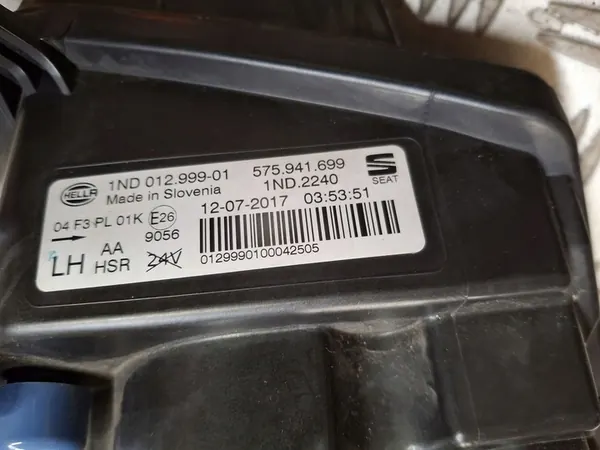 HELLA 1ND 012.999-01 575.941.699
Made in Slovenia 1ND.2240 SEAT
04 F3 PL 01K E26 12-07-2017 03:53:51
AA 9056
LH HSR 24V 0129990100042505